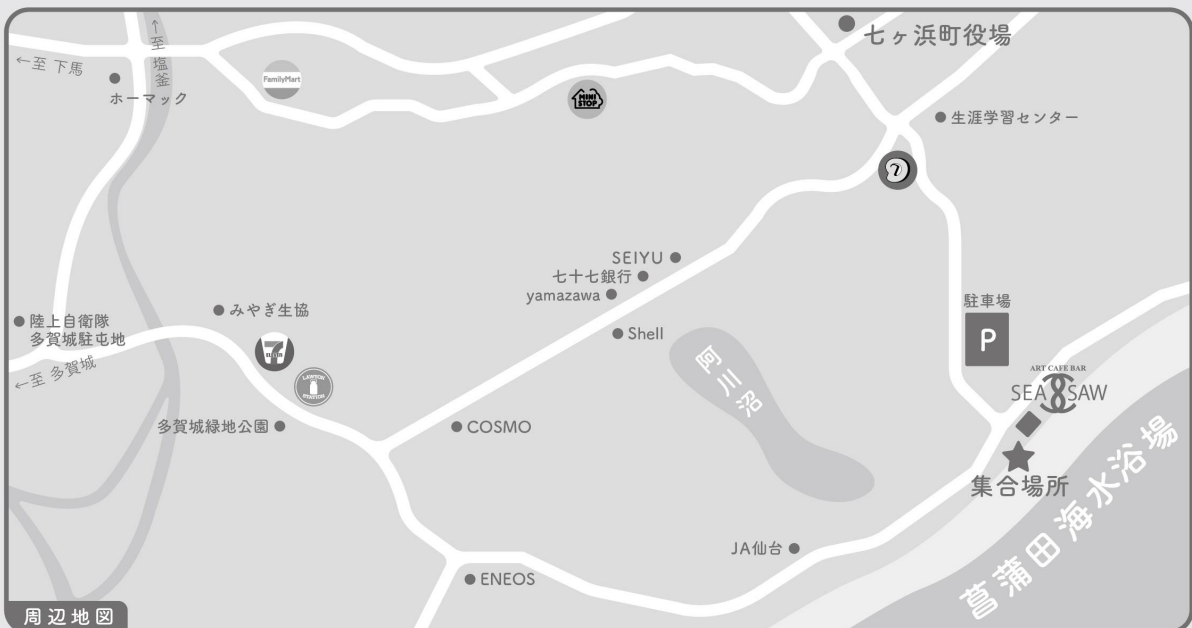 七ヶ浜町役場
←至 塩釜
←至 下馬
ホーマック
FamilyMart
MINI
STOP
生涯学習センター
7
SEIYU
七十七銀行
yamazawa
Shell
みやぎ生協
陸上自衛隊
多賀城駐屯地
←至 多賀城
7
ELEVEN
LAWSON
STATION
多賀城緑地公園
COSMO
阿川沼
駐車場
P
ART CAFE BAR
SEA SAW
集合場所
菖蒲田海水浴場
JA仙台
ENEOS
周辺地図